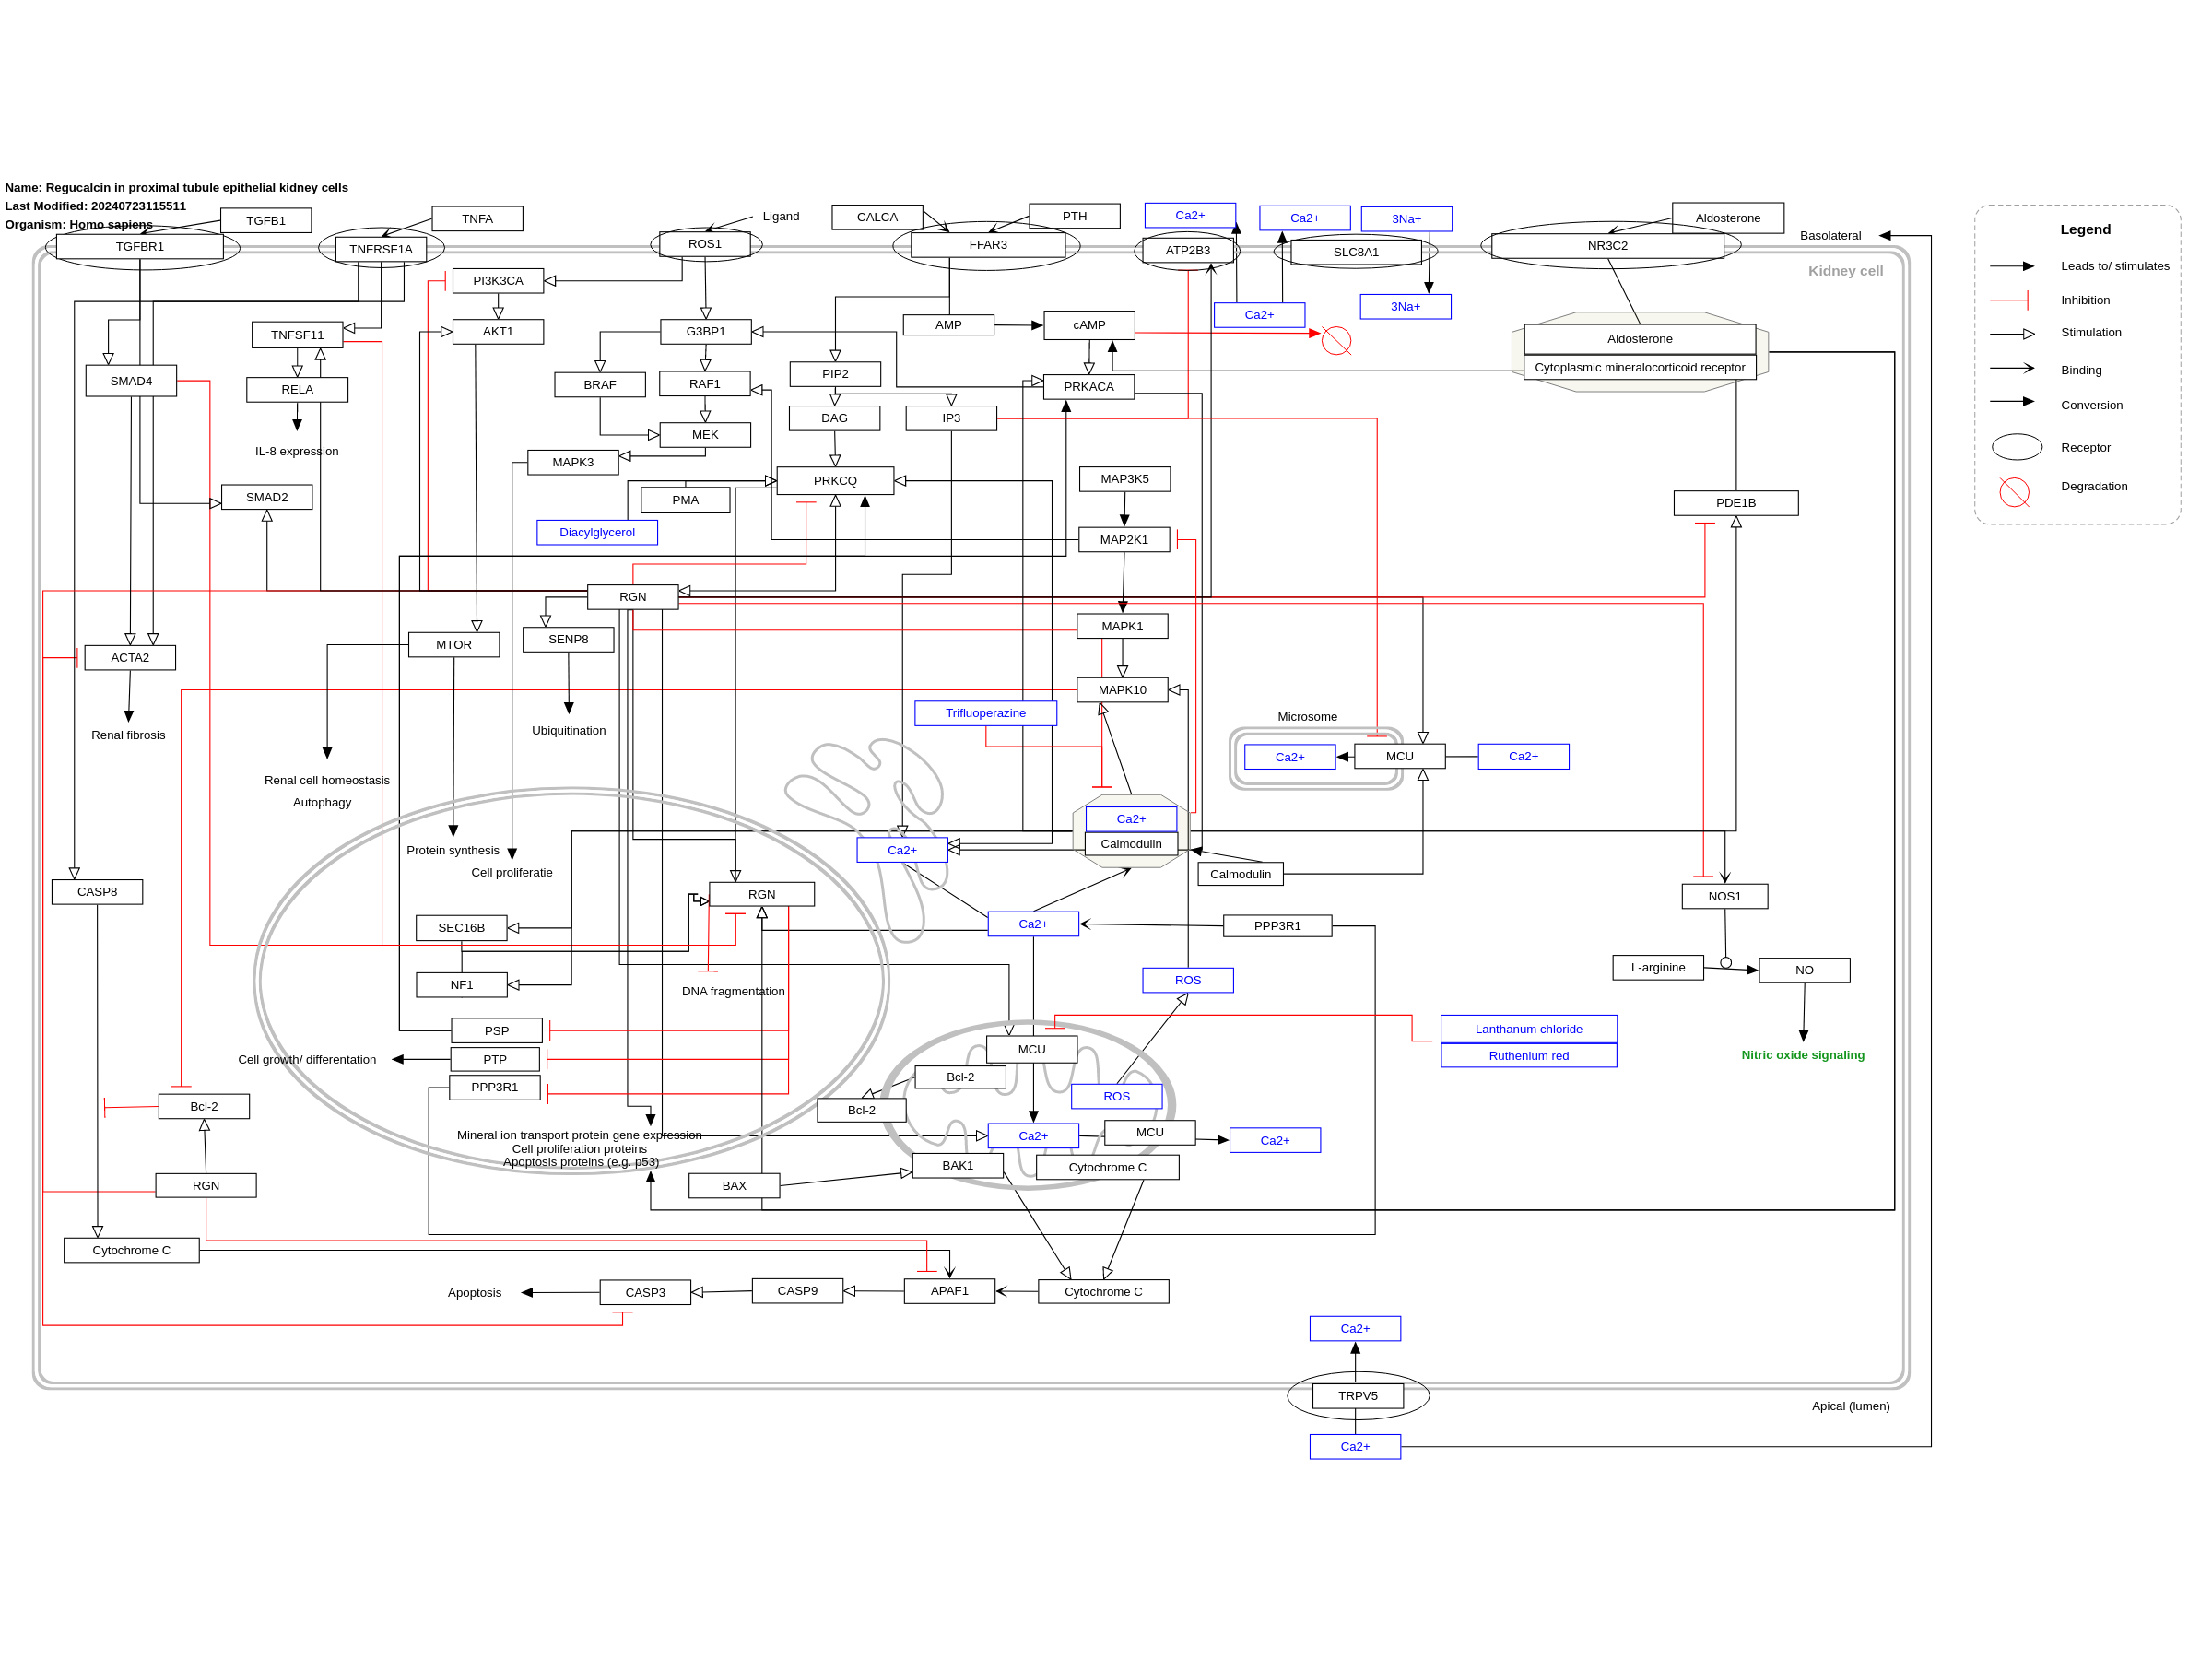 Name: Regucalcin in proximal tubule epithelial kidney cells
Last Modified: 20240723115511
Organism: Homo sapiens
TGFB1
TNFA
Ligand
CALCA
PTH
Ca2+
Ca2+
3Na+
Aldosterone
TGFBR1
TNFRSF1A
ROS1
FFAR3
ATP2B3
SLC8A1
NR3C2
Basolateral
Kidney cell
Legend
Leads to/ stimulates
Inhibition
Stimulation
Binding
Conversion
Receptor
Degradation
PI3K3CA
3Na+
Ca2+
TNFSF11
AKT1
G3BP1
AMP
cAMP
Aldosterone
Cytoplasmic mineralocorticoid receptor
SMAD4
RELA
BRAF
RAF1
PIP2
PRKACA
DAG
IP3
MEK
IL-8 expression
MAPK3
PRKCQ
MAP3K5
SMAD2
PMA
PDE1B
Diacylglycerol
MAP2K1
RGN
MAPK1
SENP8
MTOR
ACTA2
MAPK10
Trifluoperazine
Microsome
Renal fibrosis
Ubiquitination
Ca2+
MCU
Ca2+
Renal cell homeostasis
Autophagy
Ca2+
Calmodulin
Protein synthesis
Ca2+
Cell proliferatie
Calmodulin
CASP8
RGN
NOS1
SEC16B
Ca2+
PPP3R1
L-arginine
NO
NF1
DNA fragmentation
ROS
PSP
Lanthanum chloride
Ruthenium red
MCU
Cell growth/ differentation
PTP
Nitric oxide signaling
PPP3R1
Bcl-2
ROS
Bcl-2
Bcl-2
Mineral ion transport protein gene expression
Cell proliferation proteins
Apoptosis proteins (e.g. p53)
Ca2+
MCU
Ca2+
BAK1
Cytochrome C
RGN
BAX
Cytochrome C
Apoptosis
CASP3
CASP9
APAF1
Cytochrome C
Ca2+
TRPV5
Apical (lumen)
Ca2+